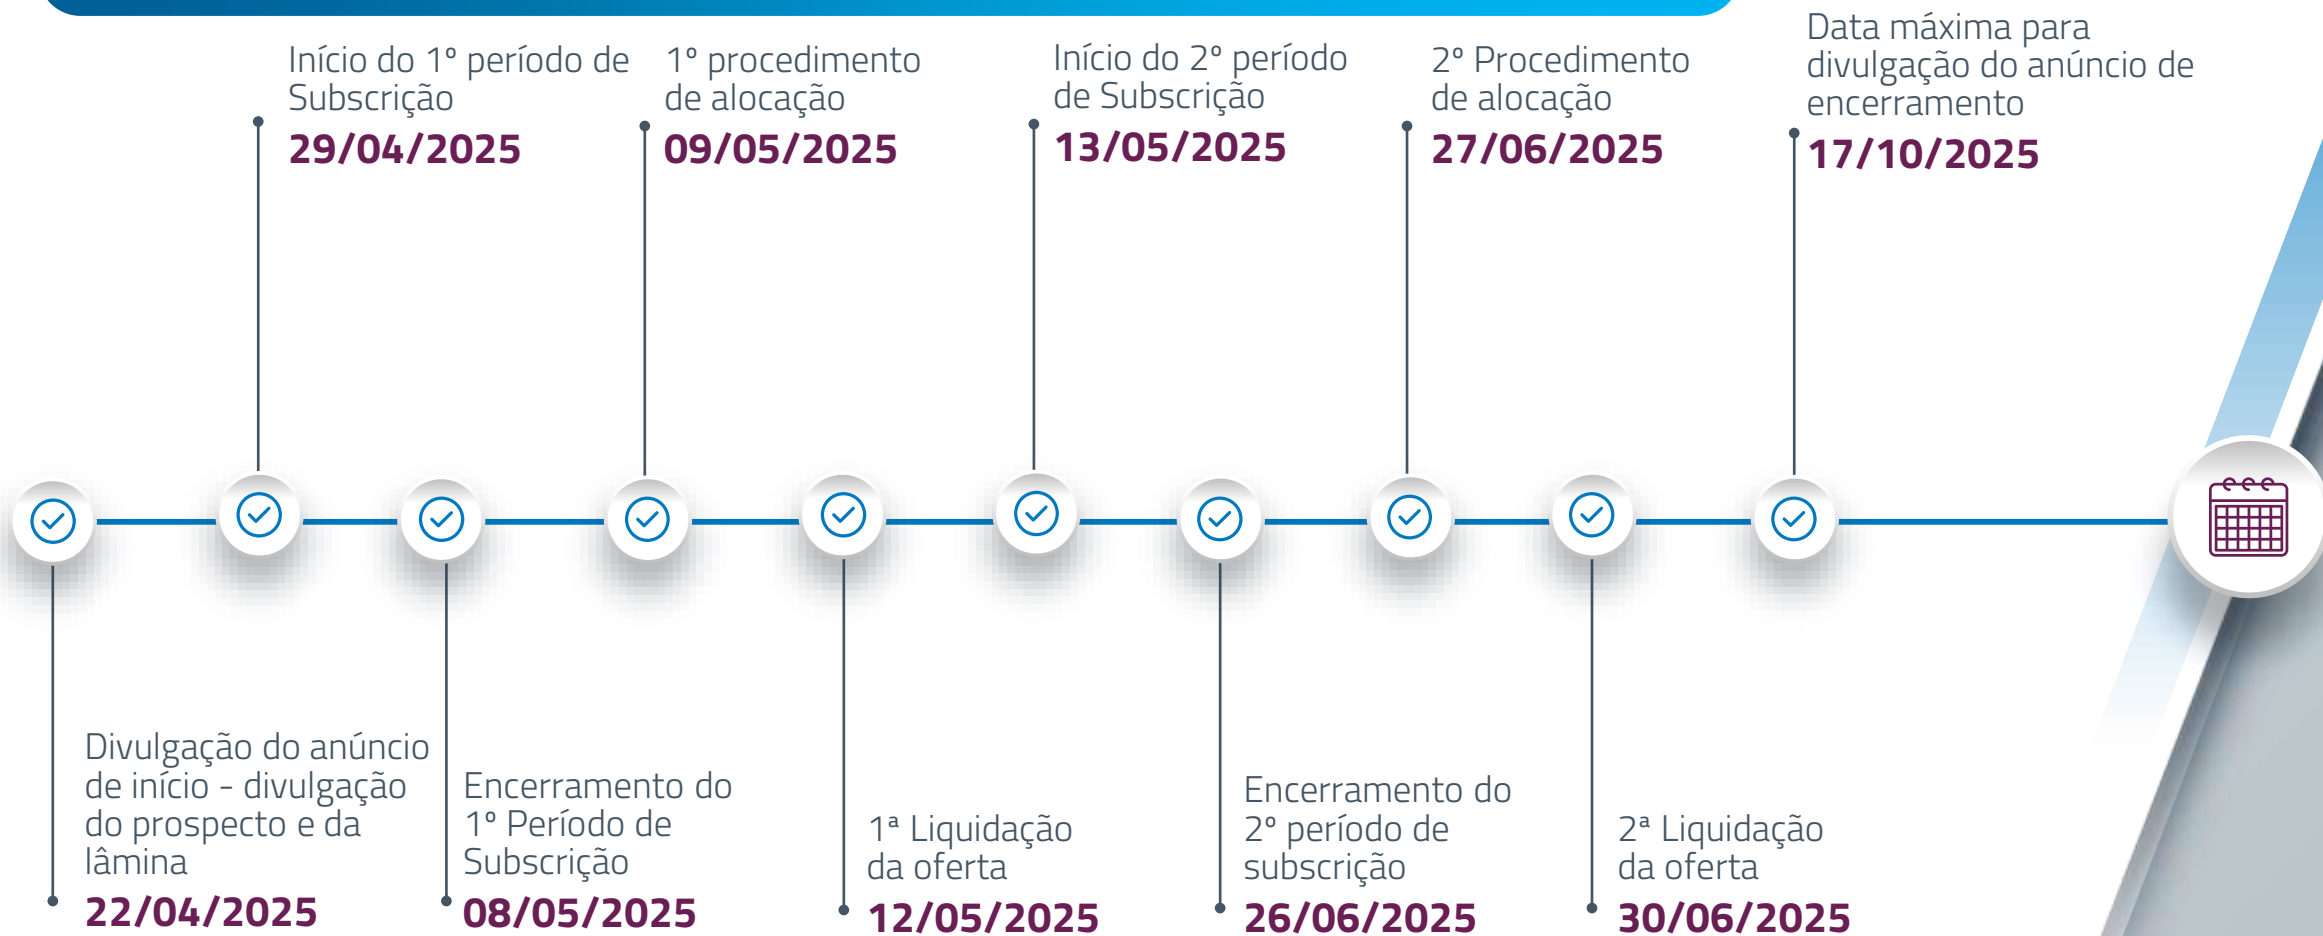 Início do 1º período de
Subscrição
29/04/2025
1º procedimento
de alocação
09/05/2025
Início do 2º período
de Subscrição
13/05/2025
2º Procedimento
de alocação
27/06/2025
Data máxima para
divulgação do anúncio de
encerramento
17/10/2025
Divulgação do anúncio
de início - divulgação
do prospecto e da
lâmina
22/04/2025
Encerramento do
1º Período de
Subscrição
08/05/2025
1ª Liquidação
da oferta
12/05/2025
Encerramento do
2º período de
subscrição
26/06/2025
2ª Liquidação
da oferta
30/06/2025